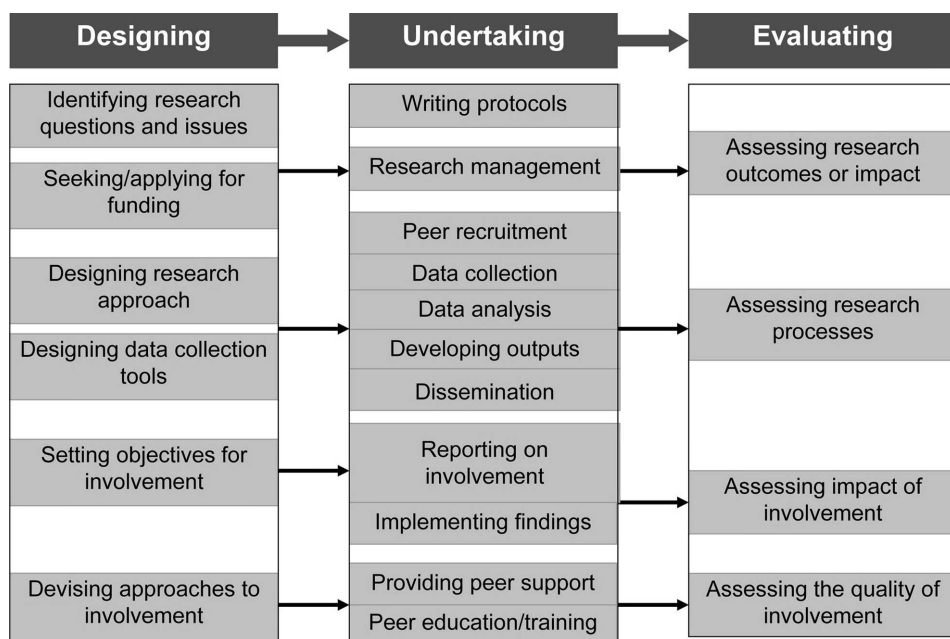 Designing
Undertaking
Evaluating
Identifying research
questions and issues
Seeking/applying for
funding
Designing research
approach
Designing data collection
tools
Setting objectives for
involvement
Devising approaches to
involvement
Writing protocols
Research management
Peer recruitment
Data collection
Data analysis
Developing outputs
Dissemination
Reporting on
involvement
Implementing findings
Providing peer support
Peer education/training
Assessing research
outcomes or impact
Assessing research
processes
Assessing impact of
involvement
Assessing the quality of
involvement